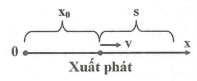 x₀ s
0 v x
Xuất phát